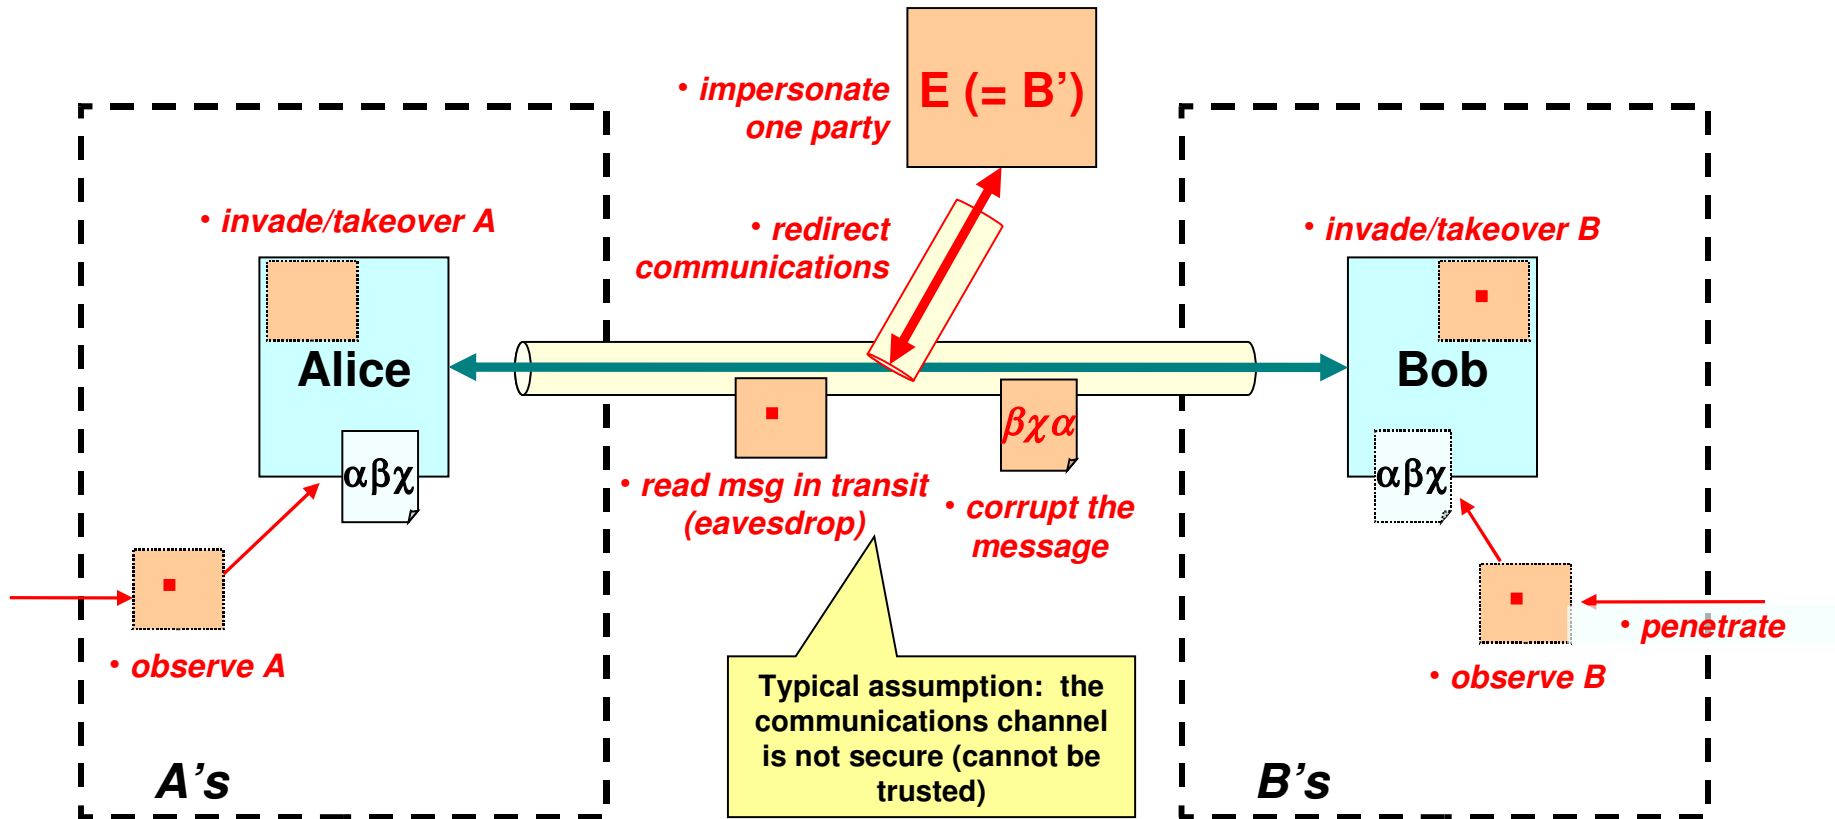 E (= B’)
• impersonate
one party
• invade/takeover A
• redirect
communications
• invade/takeover B
Alice
Bob
αβχ
βχα
αβχ
• read msg in transit
(eavesdrop)
• corrupt the
message
• observe A
• penetrate
• observe B
Typical assumption: the
communications channel
is not secure (cannot be
trusted)
A’s
B’s